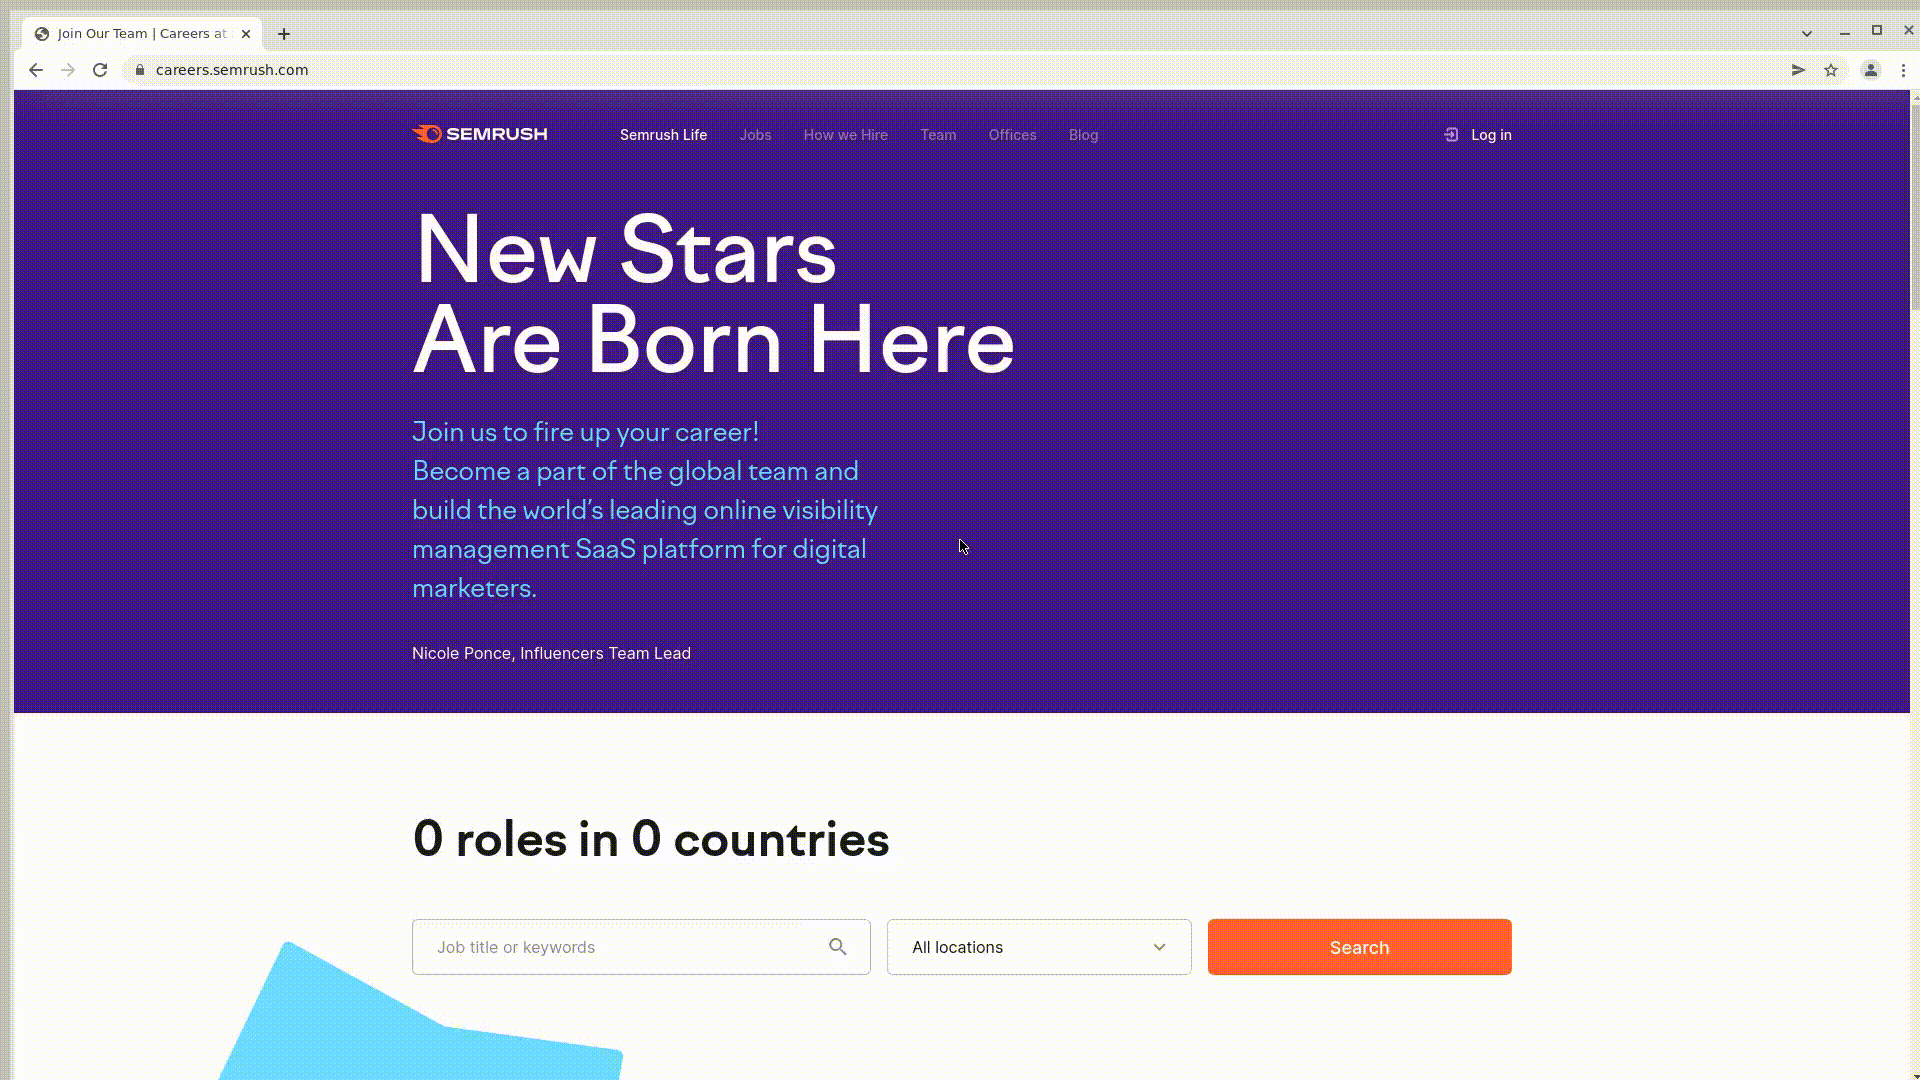 Join Our Team | Careers at
careers.semrush.com
SEMRUSH
Semrush Life
Jobs
How we Hire
Team
Offices
Blog
Log in
New Stars
Are Born Here
Join us to fire up your career!
Become a part of the global team and
build the world's leading online visibility
management SaaS platform for digital
marketers.
Nicole Ponce, Influencers Team Lead
0 roles in 0 countries
Job title or keywords
All locations
Search